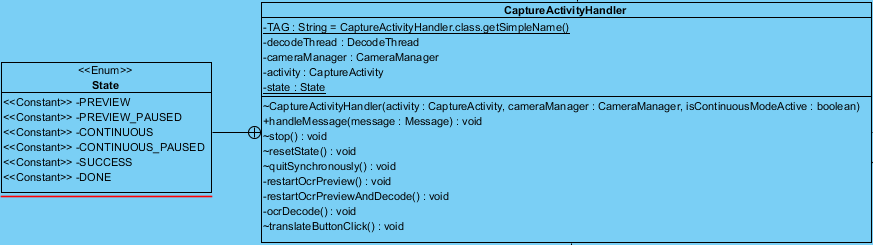 <<Enum>>
State
<<Constant>> -PREVIEW
<<Constant>> -PREVIEW_PAUSED
<<Constant>> -CONTINUOUS
<<Constant>> -CONTINUOUS_PAUSED
<<Constant>> -SUCCESS
<<Constant>> -DONE
CaptureActivityHandler
-TAG : String = CaptureActivityHandler.class.getSimpleName()
-decodeThread : DecodeThread
-cameraManager : CameraManager
-activity : CaptureActivity
-state : State
~CaptureActivityHandler(activity : CaptureActivity, cameraManager : CameraManager, isContinuousModeActive : boolean)
+handleMessage(message : Message) : void
~stop() : void
~resetState() : void
~quitSynchronously() : void
-restartOcrPreview() : void
-restartOcrPreviewAndDecode() : void
-ocrDecode() : void
~translateButtonClick() : void